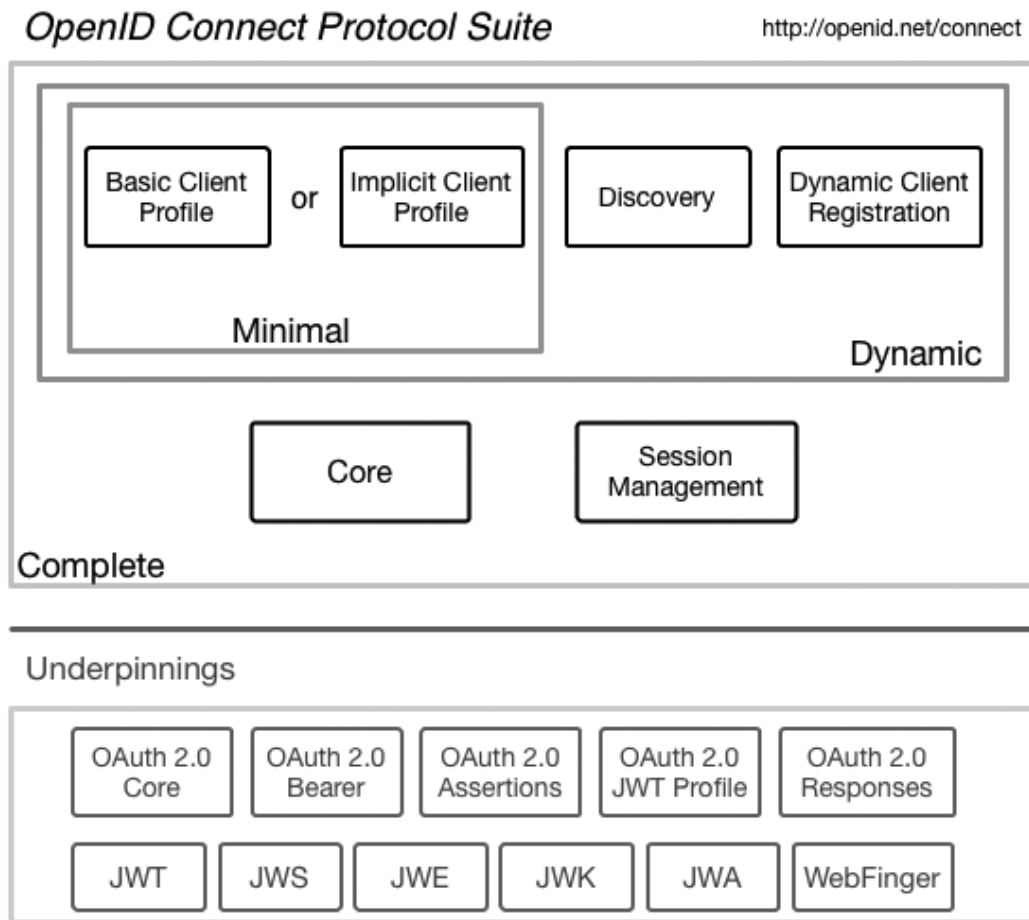 OpenID Connect Protocol Suite
http://openid.net/connect
Basic Client
Profile
or
Implicit Client
Profile
Discovery
Dynamic Client
Registration
Minimal
Dynamic
Core
Session
Management
Complete
Underpinnings
OAuth 2.0
Core
OAuth 2.0
Bearer
OAuth 2.0
Assertions
OAuth 2.0
JWT Profile
OAuth 2.0
Responses
JWT
JWS
JWE
JWK
JWA
WebFinger